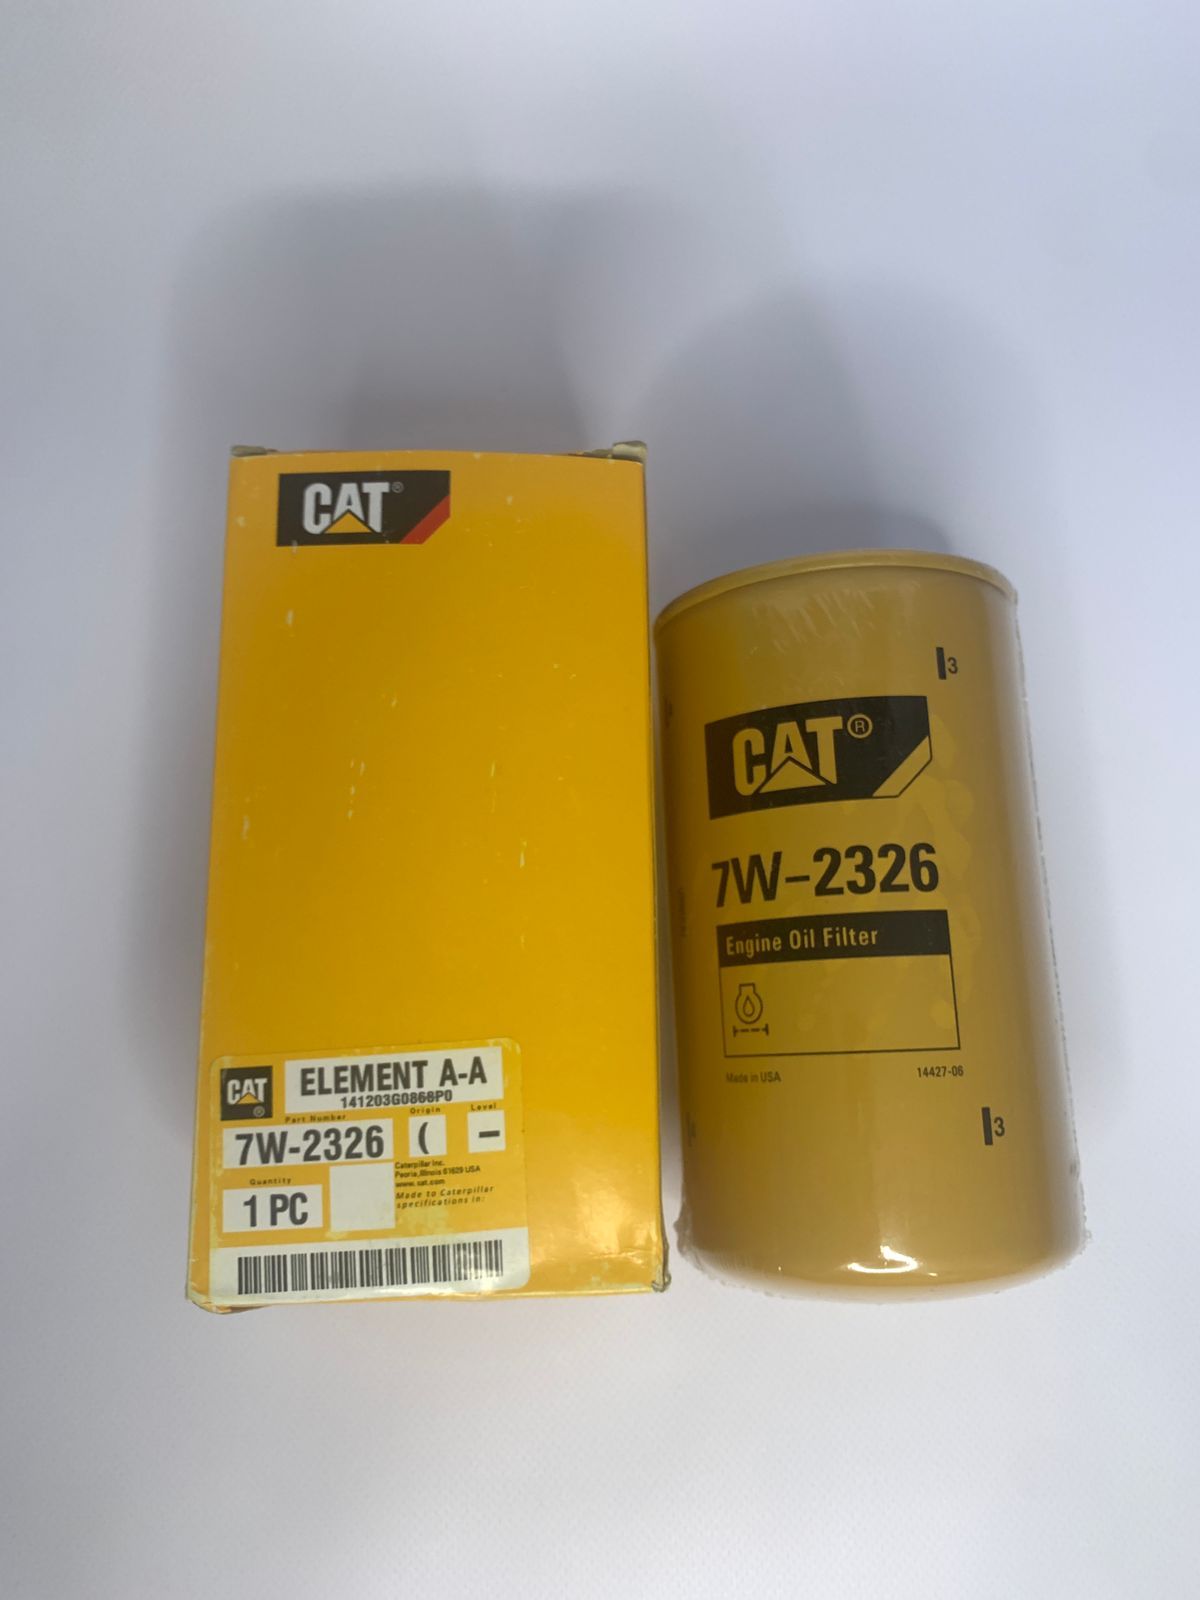 CAT®
CAT®
ELEMENT A-A
141203G0868P0
Part Number
Origin
Level
7W-2326
(
–
Caterpillar Inc.
Peoria, Illinois 61629 USA
www.cat.com
Made to Caterpillar
specifications in:
Quantity
1 PC
3
CAT®
7W–2326
Engine Oil Filter
Made in USA
14427-06
3